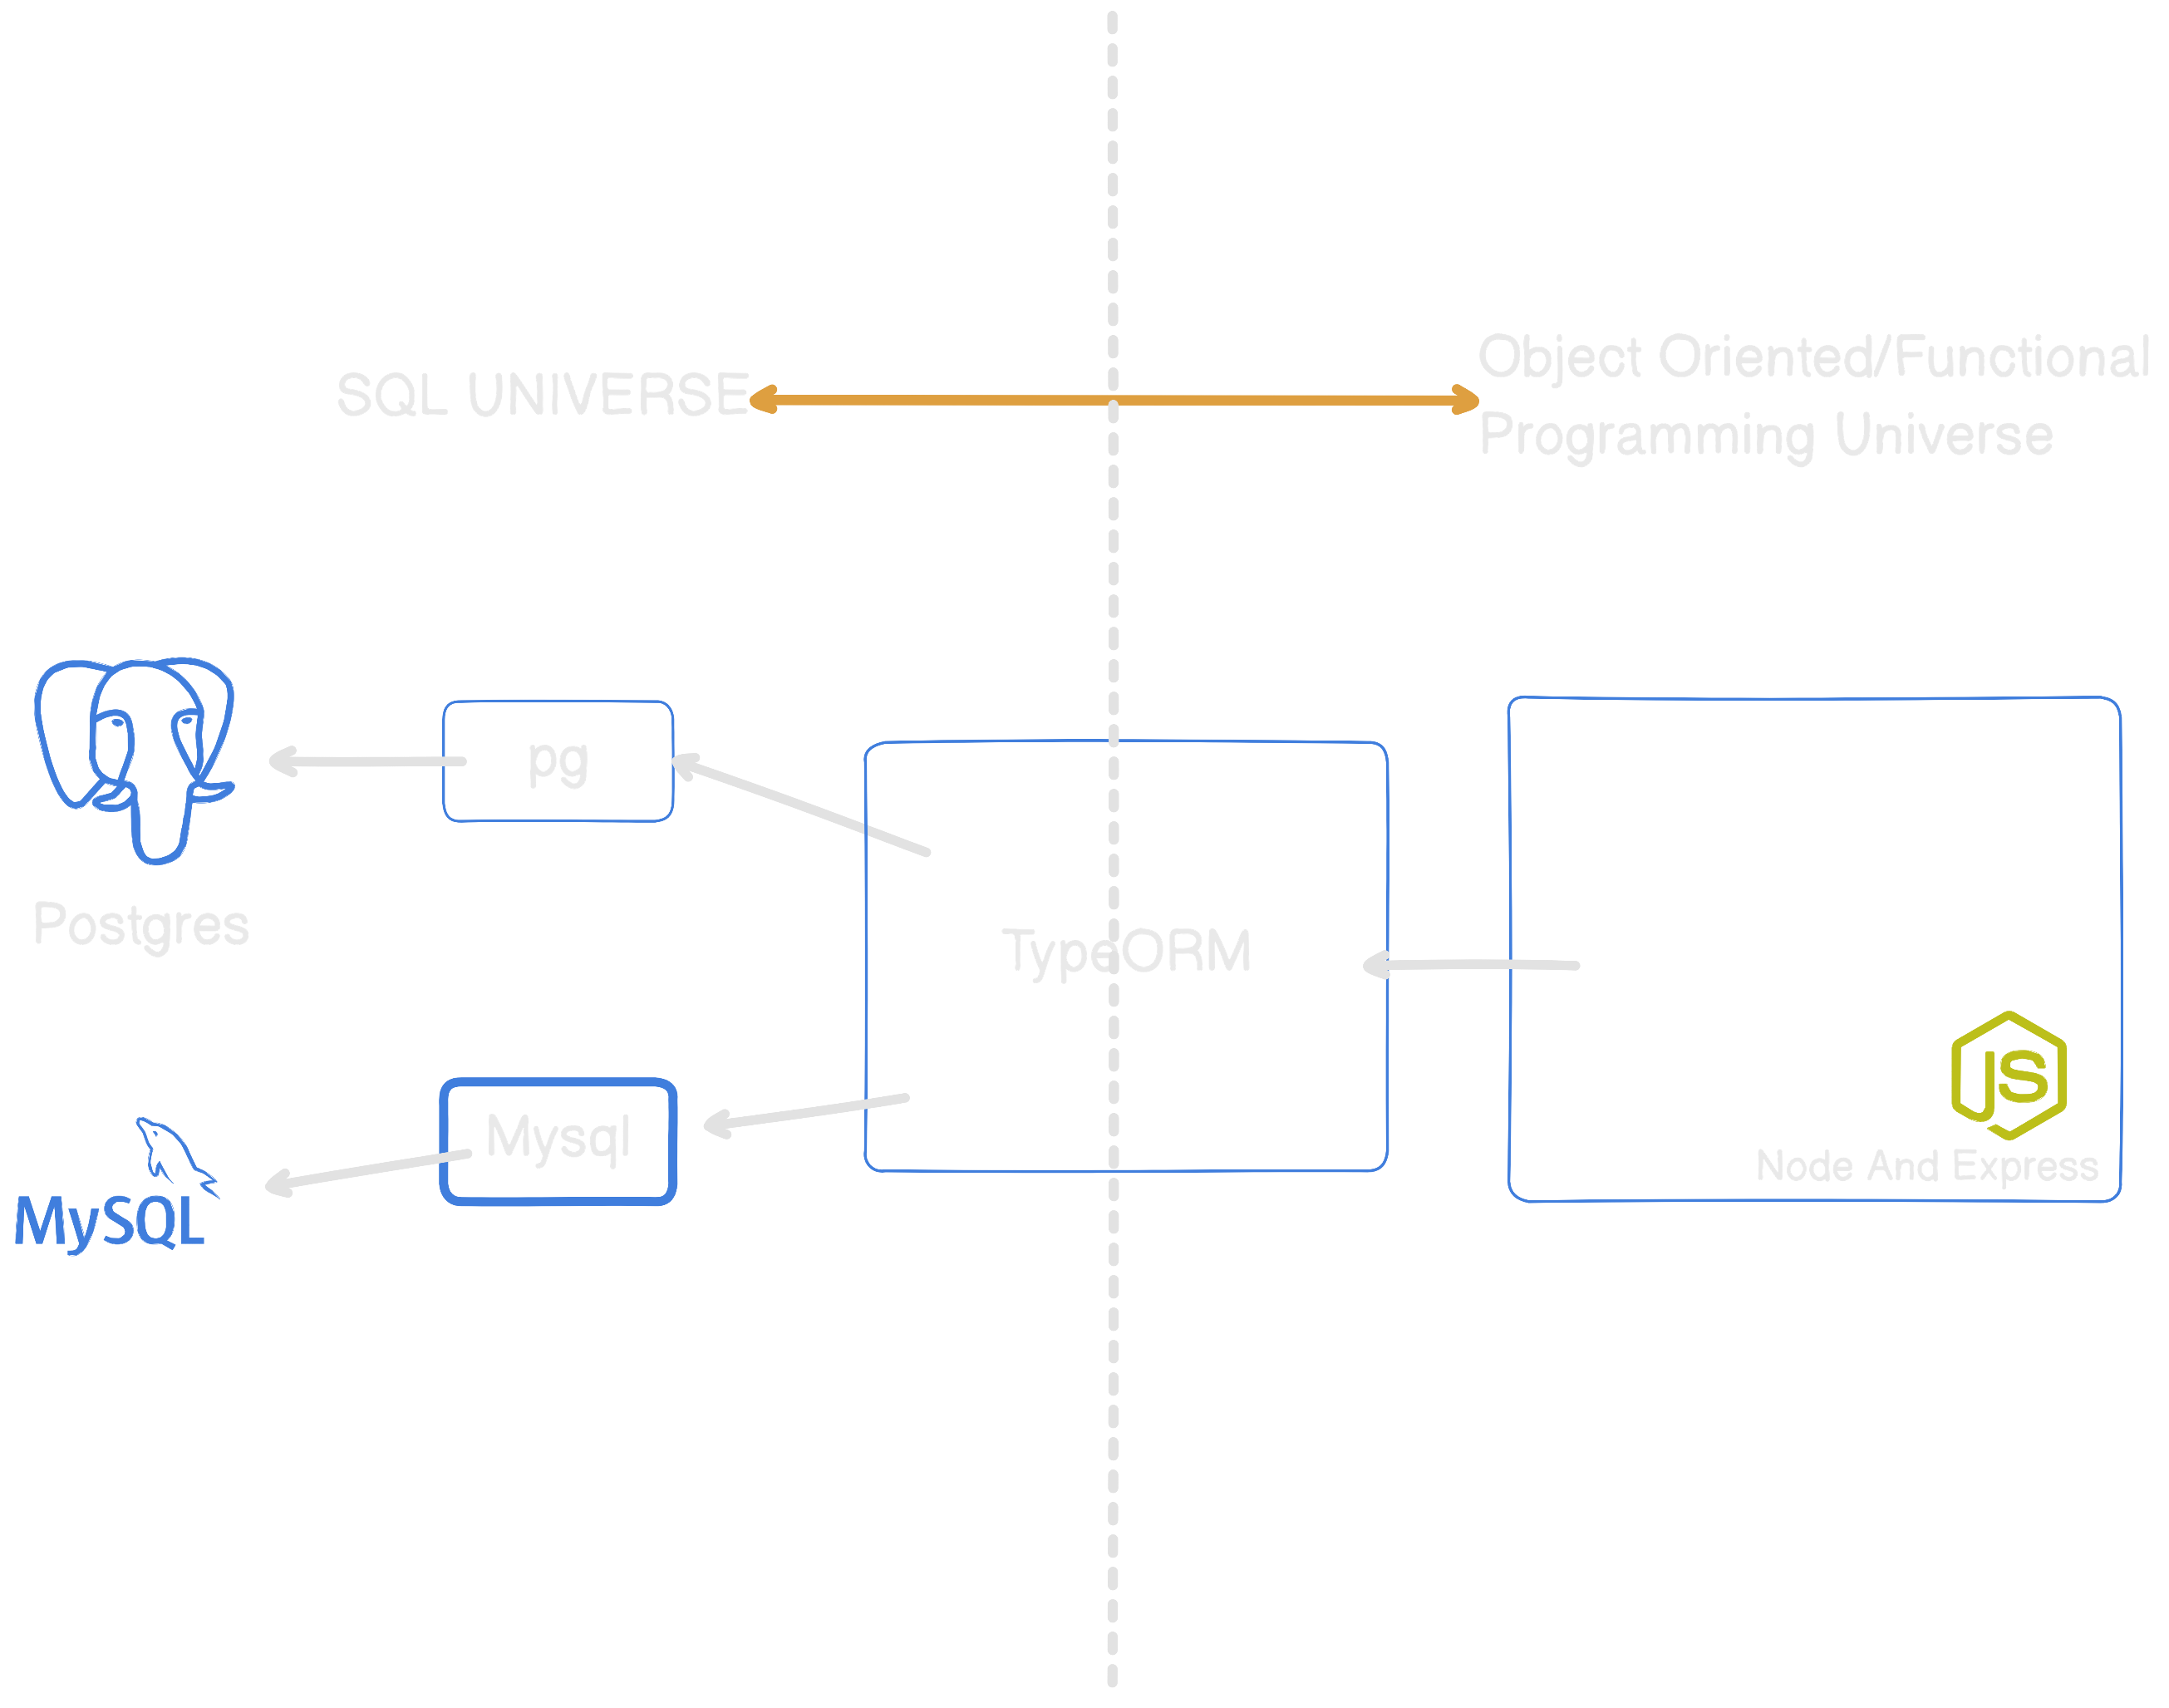 SQL UNIVERSE
Object Oriented/Functional
Programming Universe
pg
Postgres
TypeORM
Mysql
MySQL
JS
Node And Express